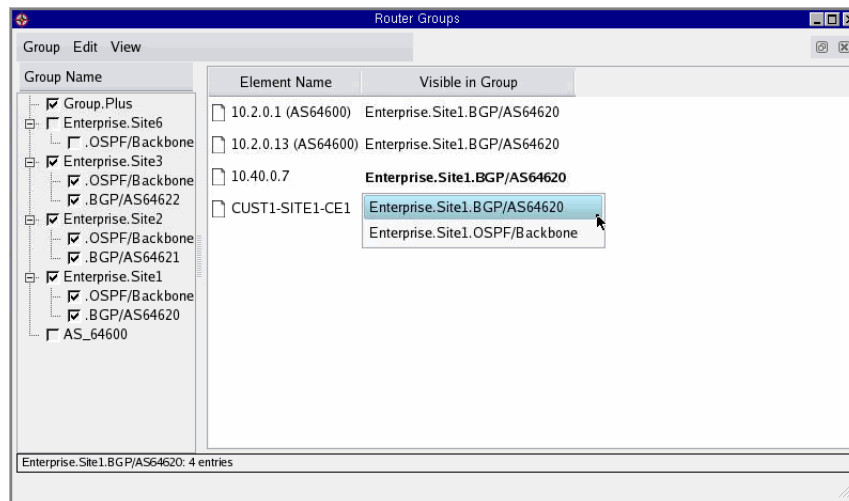 Router Groups
Group Edit View
Group Name
Element Name Visible in Group
Group.Plus
Enterprise.Site6
.OSPF/Backbone
Enterprise.Site3
.OSPF/Backbone
.BGP/AS64622
Enterprise.Site2
.OSPF/Backbone
.BGP/AS64621
Enterprise.Site1
.OSPF/Backbone
.BGP/AS64620
AS_64600
10.2.0.1 (AS64600) Enterprise.Site1.BGP/AS64620
10.2.0.13 (AS64600) Enterprise.Site1.BGP/AS64620
10.40.0.7 Enterprise.Site1.BGP/AS64620
CUST1-SITE1-CE1 Enterprise.Site1.BGP/AS64620
Enterprise.Site1.OSPF/Backbone
Enterprise.Site1.BGP/AS64620: 4 entries